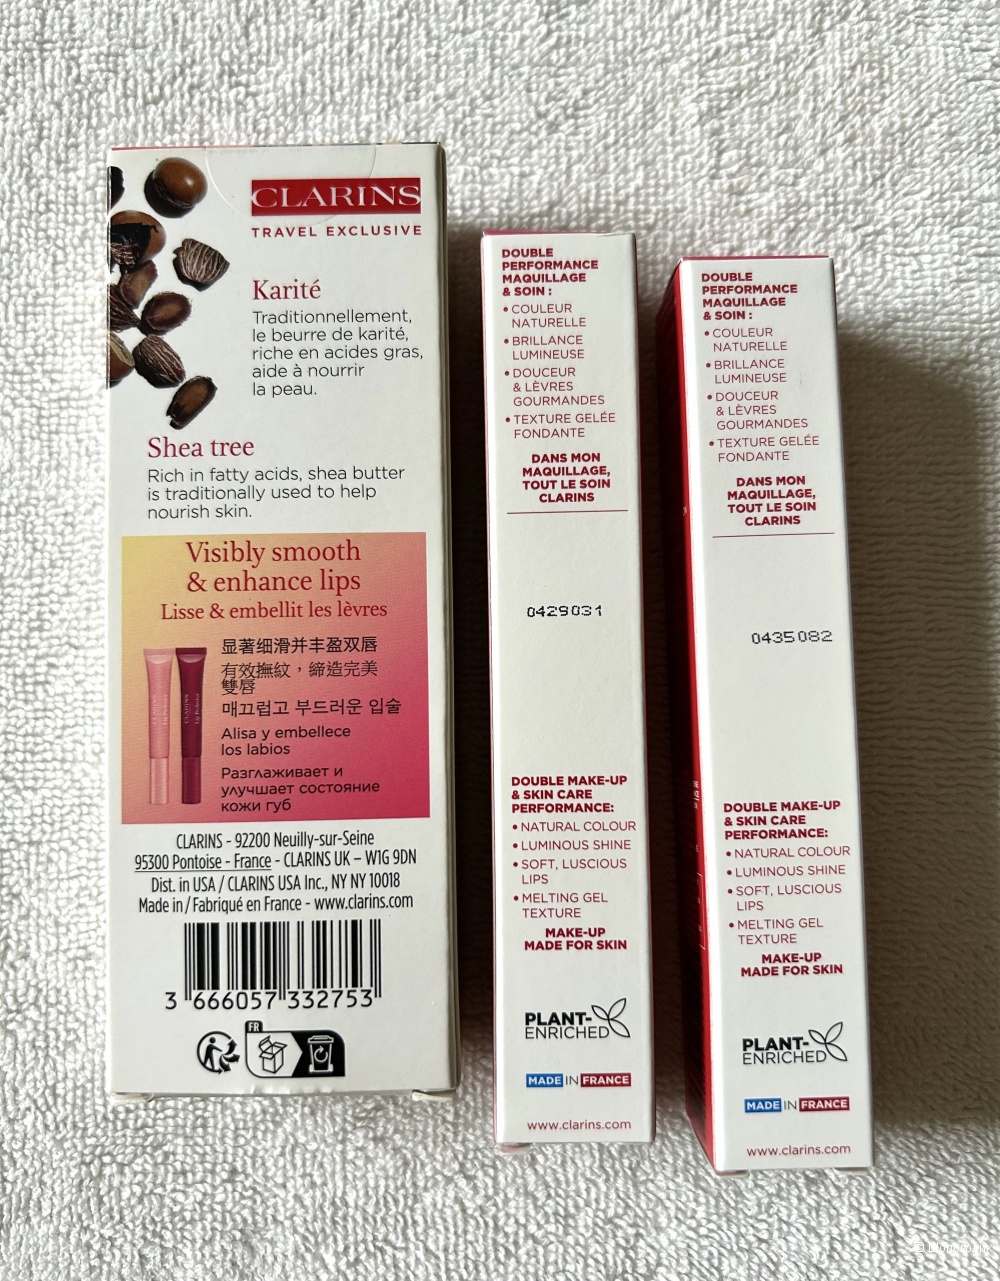 CLARINS
TRAVEL EXCLUSIVE
Karité
Traditionnellement,
le beurre de karité,
riche en acides gras,
aide à nourrir
la peau.
Shea tree
Rich in fatty acids, shea butter
is traditionally used to help
nourish skin.
Visibly smooth
& enhance lips
Lisse & embellit les lèvres
显著细滑并丰盈双唇
有效撫紋，締造完美
雙唇
매끄럽고 부드러운 입술
Alisa y embellece
los labios
Разглаживает и
улучшает состояние
кожи губ
CLARINS
CLARINS
CLARINS - 92200 Neuilly-sur-Seine
95300 Pontoise - France - CLARINS UK – W1G 9DN
Dist. in USA / CLARINS USA Inc., NY NY 10018
Made in / Fabriqué en France - www.clarins.com
3 666057 332753
FR
DOUBLE
PERFORMANCE
MAQUILLAGE
& SOIN :
• COULEUR
NATURELLE
• BRILLANCE
LUMINEUSE
• DOUCEUR
& LÈVRES
GOURMANDES
• TEXTURE GELÉE
FONDANTE
DANS MON
MAQUILLAGE,
TOUT LE SOIN
CLARINS
0429031
DOUBLE MAKE-UP
& SKIN CARE
PERFORMANCE:
• NATURAL COLOUR
• LUMINOUS SHINE
• SOFT, LUSCIOUS
LIPS
• MELTING GEL
TEXTURE
MAKE-UP
MADE FOR SKIN
PLANT-
ENRICHED
MADE IN FRANCE
www.clarins.com
DOUBLE
PERFORMANCE
MAQUILLAGE
& SOIN :
• COULEUR
NATURELLE
• BRILLANCE
LUMINEUSE
• DOUCEUR
& LÈVRES
GOURMANDES
• TEXTURE GELÉE
FONDANTE
DANS MON
MAQUILLAGE,
TOUT LE SOIN
CLARINS
0435082
DOUBLE MAKE-UP
& SKIN CARE
PERFORMANCE:
• NATURAL COLOUR
• LUMINOUS SHINE
• SOFT, LUSCIOUS
LIPS
• MELTING GEL
TEXTURE
MAKE-UP
MADE FOR SKIN
PLANT-
ENRICHED
MADE IN FRANCE
www.clarins.com